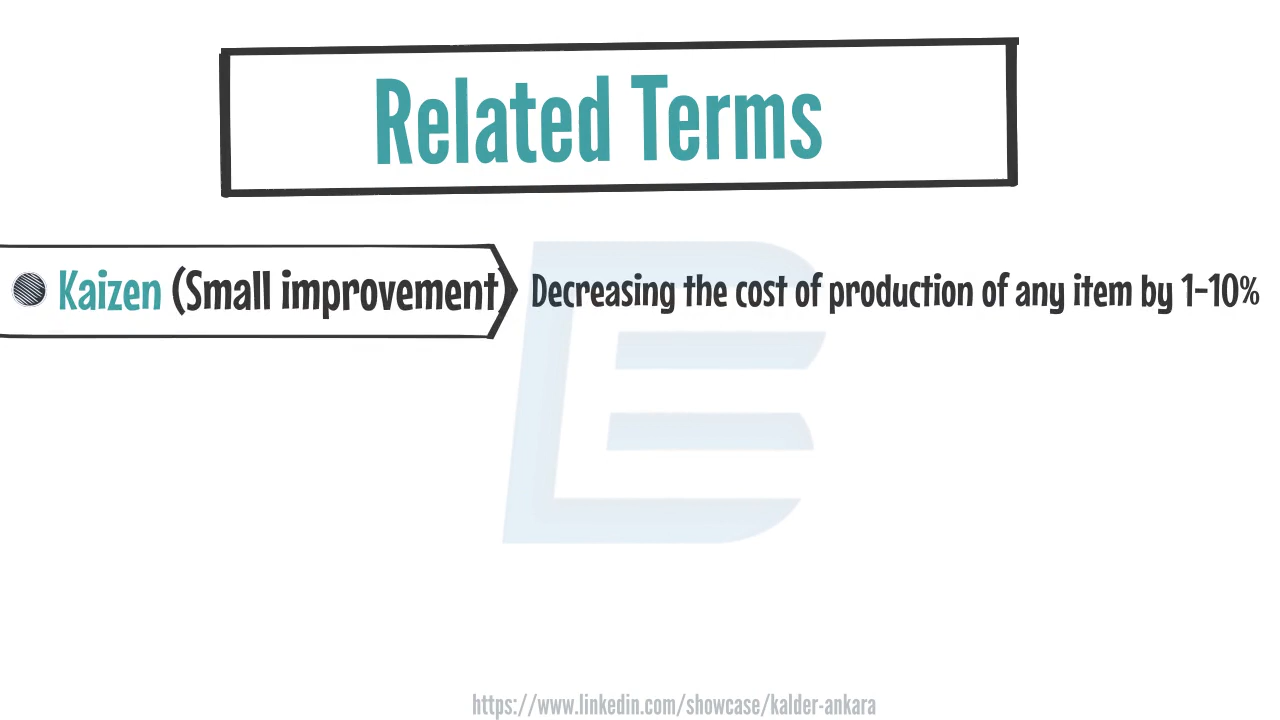 Related Terms
Kaizen (Small improvement) Decreasing the cost of production of any item by 1-10%
https://www.linkedin.com/showcase/kalder-ankara